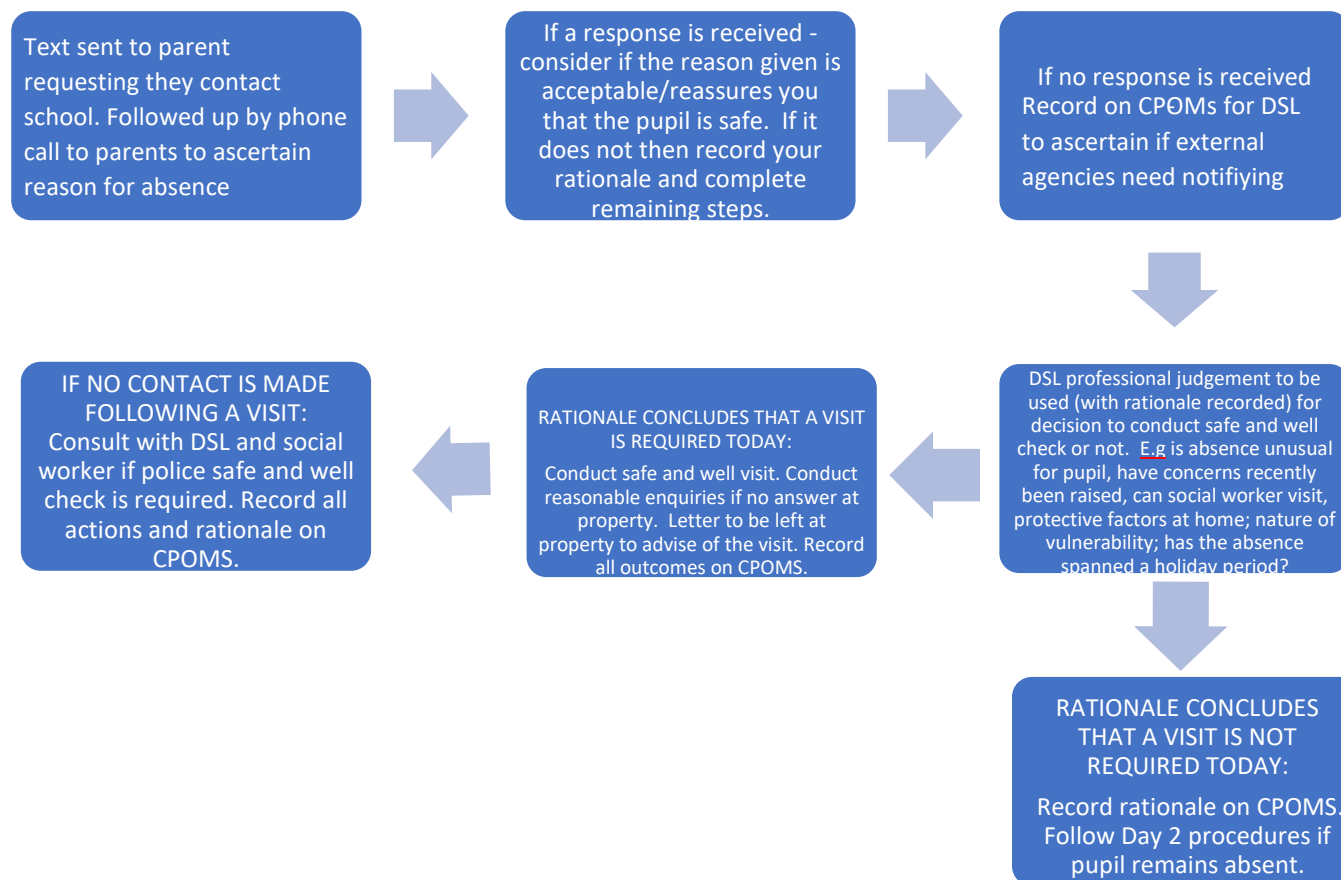 Text sent to parent
requesting they contact
school. Followed up by phone
call to parents to ascertain
reason for absence
If a response is received -
consider if the reason given is
acceptable/reassures you
that the pupil is safe.  If it
does not then record your
rationale and complete
remaining steps.
If no response is received
Record on CPOMs for DSL
to ascertain if external
agencies need notifiying
DSL professional judgement to be
used (with rationale recorded) for
decision to conduct safe and well
check or not.  E.g is absence unusual
for pupil, have concerns recently
been raised, can social worker visit,
protective factors at home; nature of
vulnerability; has the absence
spanned a holiday period?
RATIONALE CONCLUDES THAT A VISIT
IS REQUIRED TODAY:
Conduct safe and well visit. Conduct
reasonable enquiries if no answer at
property.  Letter to be left at
property to advise of the visit. Record
all outcomes on CPOMS.
IF NO CONTACT IS MADE
FOLLOWING A VISIT:
Consult with DSL and social
worker if police safe and well
check is required. Record all
actions and rationale on
CPOMS.
RATIONALE CONCLUDES
THAT A VISIT IS NOT
REQUIRED TODAY:
Record rationale on CPOMS.
Follow Day 2 procedures if
pupil remains absent.